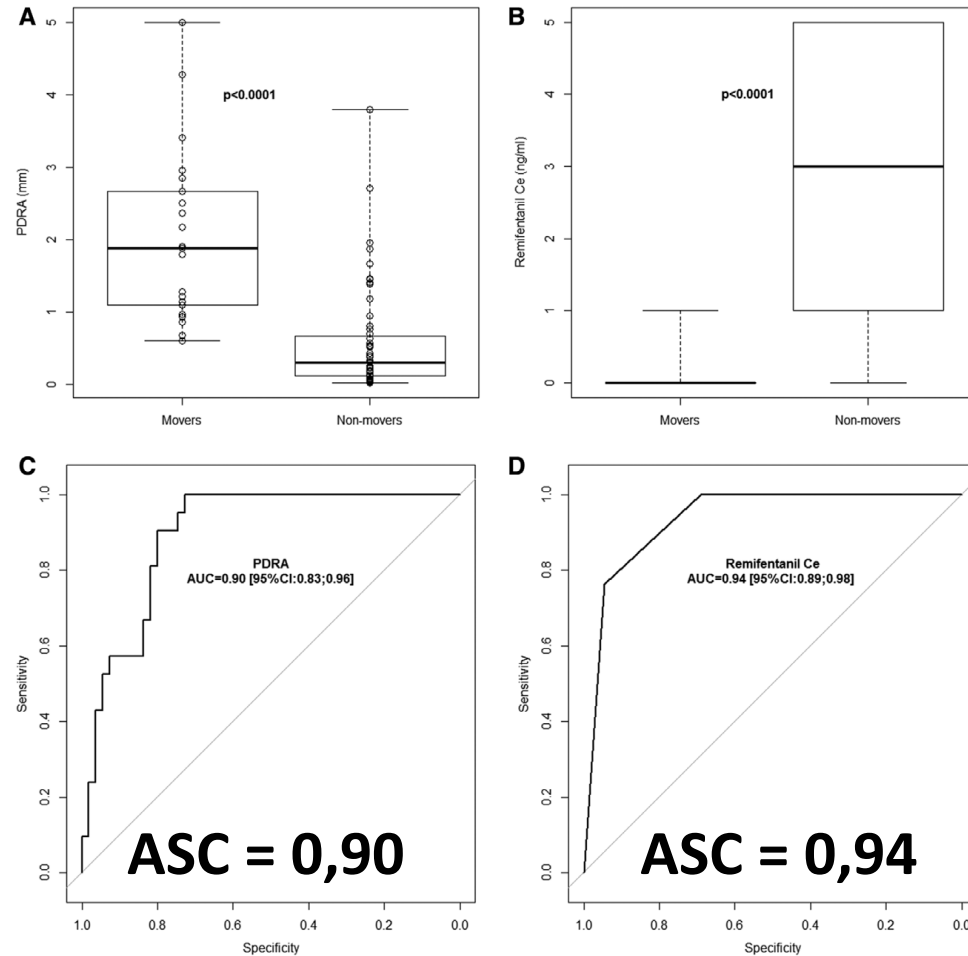 A
B
5
4
3
2
1
0
PDRA (mm)
p<0.0001
Movers
Non-movers
5
4
3
2
1
0
Remifentanil Ce (ng/ml)
p<0.0001
Movers
Non-movers
C
D
1.0
0.8
0.6
0.4
0.2
0.0
Sensitivity
PDRA
AUC=0.90 [95%CI:0.83;0.96]
ASC = 0,90
1.0
0.8
0.6
0.4
0.2
0.0
Specificity
1.0
0.8
0.6
0.4
0.2
0.0
Sensitivity
Remifentanil Ce
AUC=0.94 [95%CI:0.89;0.98]
ASC = 0,94
1.0
0.8
0.6
0.4
0.2
0.0
Specificity